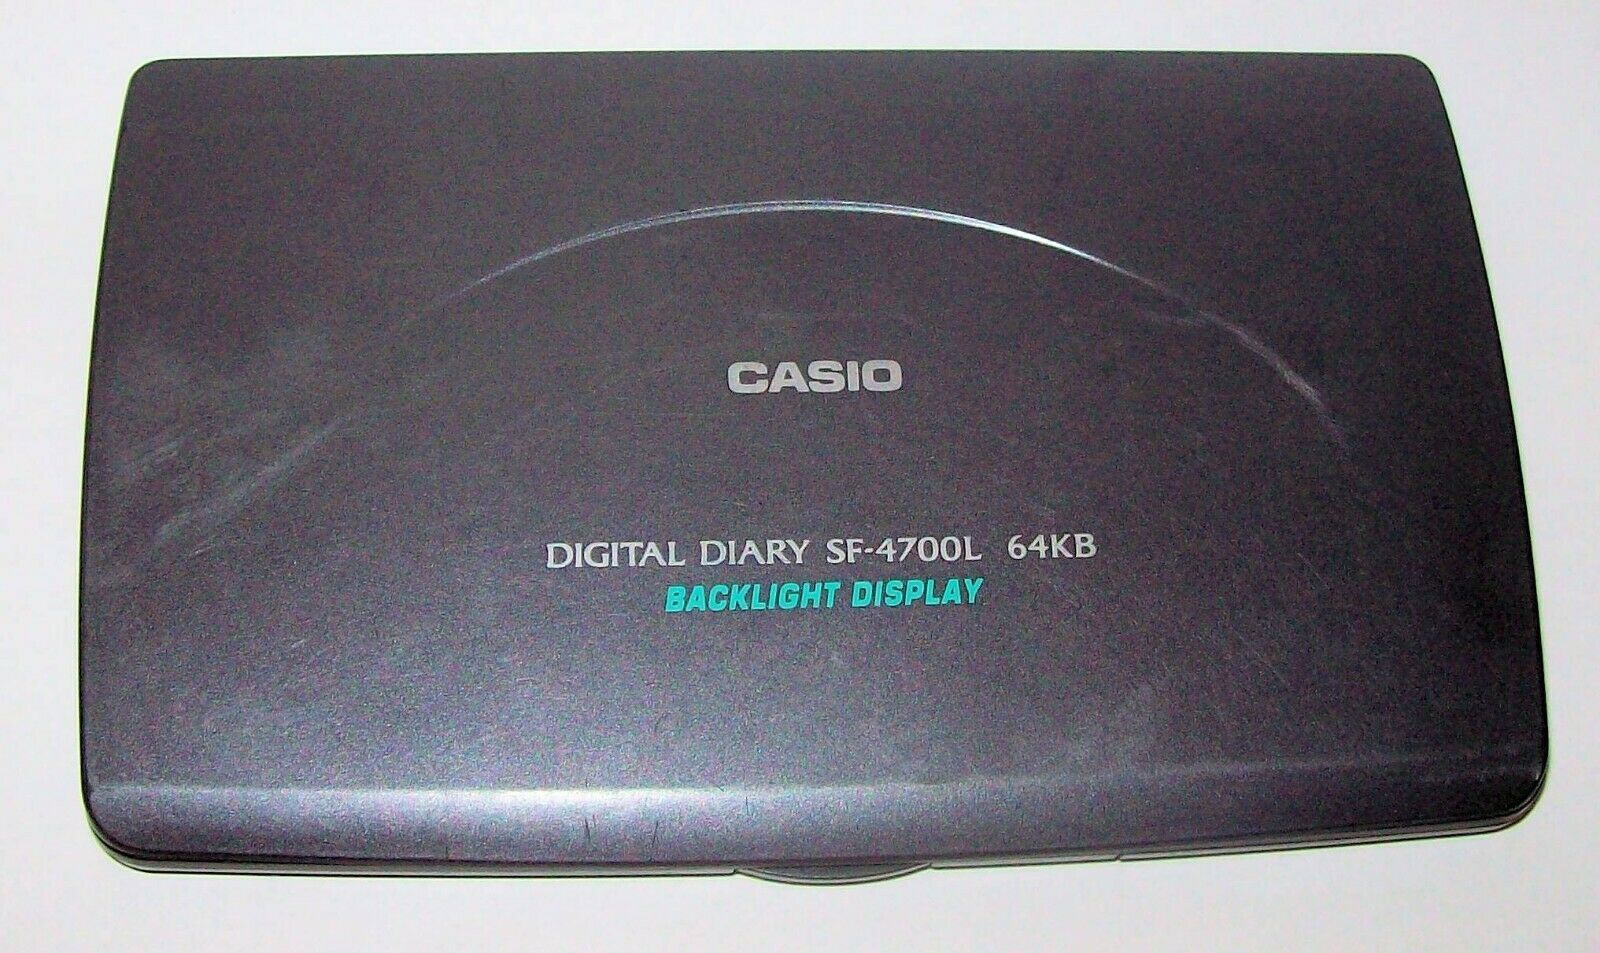 CASIO
DIGITAL DIARY SF-4700L 64KB
BACKLIGHT DISPLAY